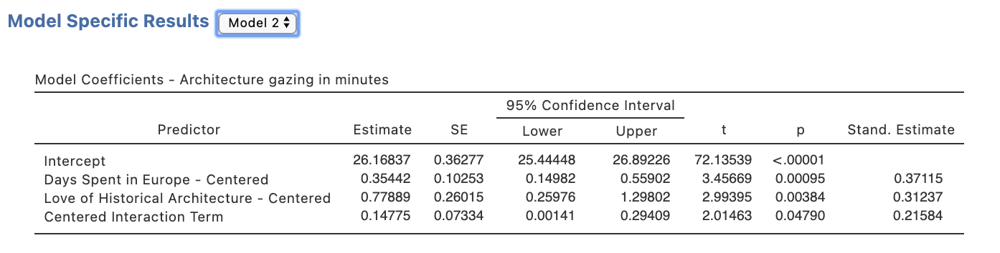 Model Specific Results Model 2
Model Coefficients - Architecture gazing in minutes
95% Confidence Interval
Predictor Estimate SE Lower Upper t p Stand. Estimate
Intercept 26.16837 0.36277 25.44448 26.89226 72.13539 <.00001
Days Spent in Europe - Centered 0.35442 0.10253 0.14982 0.55902 3.45669 0.00095 0.37115
Love of Historical Architecture - Centered 0.77889 0.26015 0.25976 1.29802 2.99395 0.00384 0.31237
Centered Interaction Term 0.14775 0.07334 0.00141 0.29409 2.01463 0.04790 0.21584